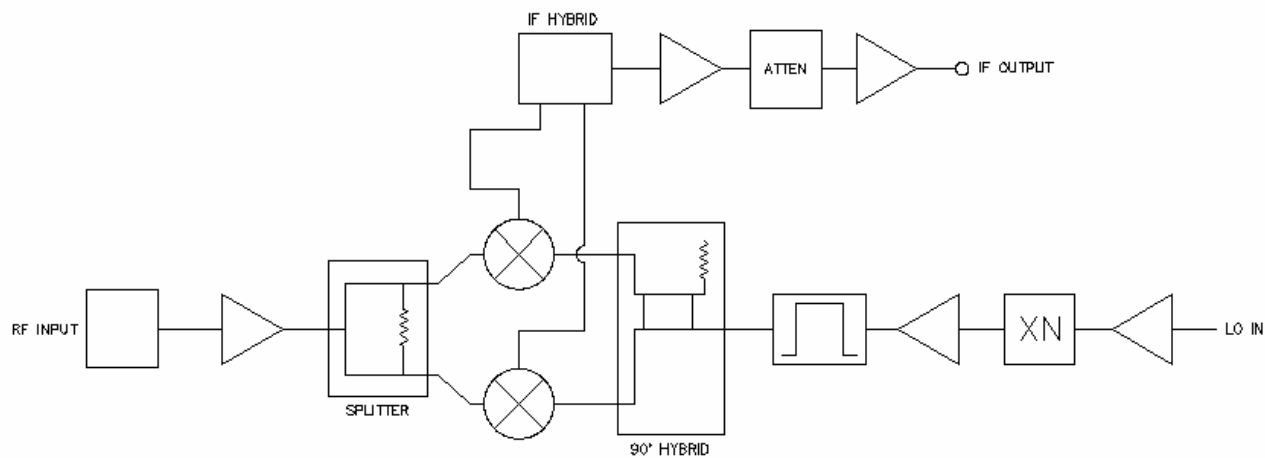 IF HYBRID
ATTEN
IF OUTPUT
RF INPUT
SPLITTER
90° HYBRID
XN
LO IN